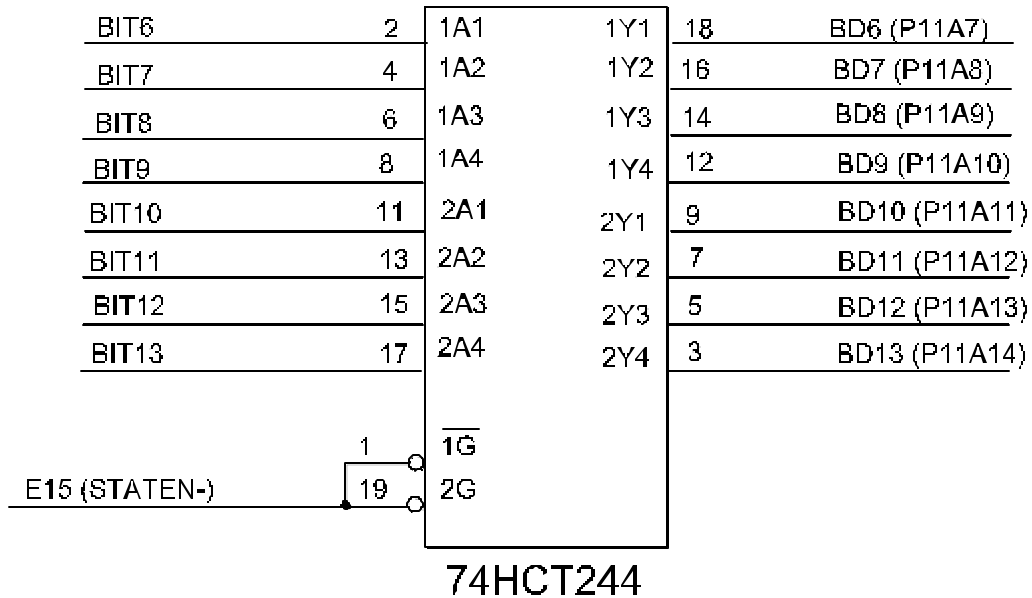 BIT6 2 1A1 1Y1 18 BD6 (P11A7)
BIT7 4 1A2 1Y2 16 BD7 (P11A8)
BIT8 6 1A3 1Y3 14 BD8 (P11A9)
BIT9 8 1A4 1Y4 12 BD9 (P11A10)
BIT10 11 2A1 2Y1 9 BD10 (P11A11)
BIT11 13 2A2 2Y2 7 BD11 (P11A12)
BIT12 15 2A3 2Y3 5 BD12 (P11A13)
BIT13 17 2A4 2Y4 3 BD13 (P11A14)
1 1G
E15 (STATEN-) 19 2G
74HCT244